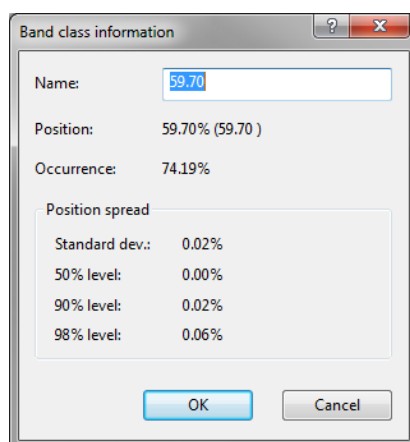 Band class information
Name: 59.70
Position: 59.70% (59.70 )
Occurrence: 74.19%
Position spread
Standard dev.: 0.02%
50% level: 0.00%
90% level: 0.02%
98% level: 0.06%
OK Cancel